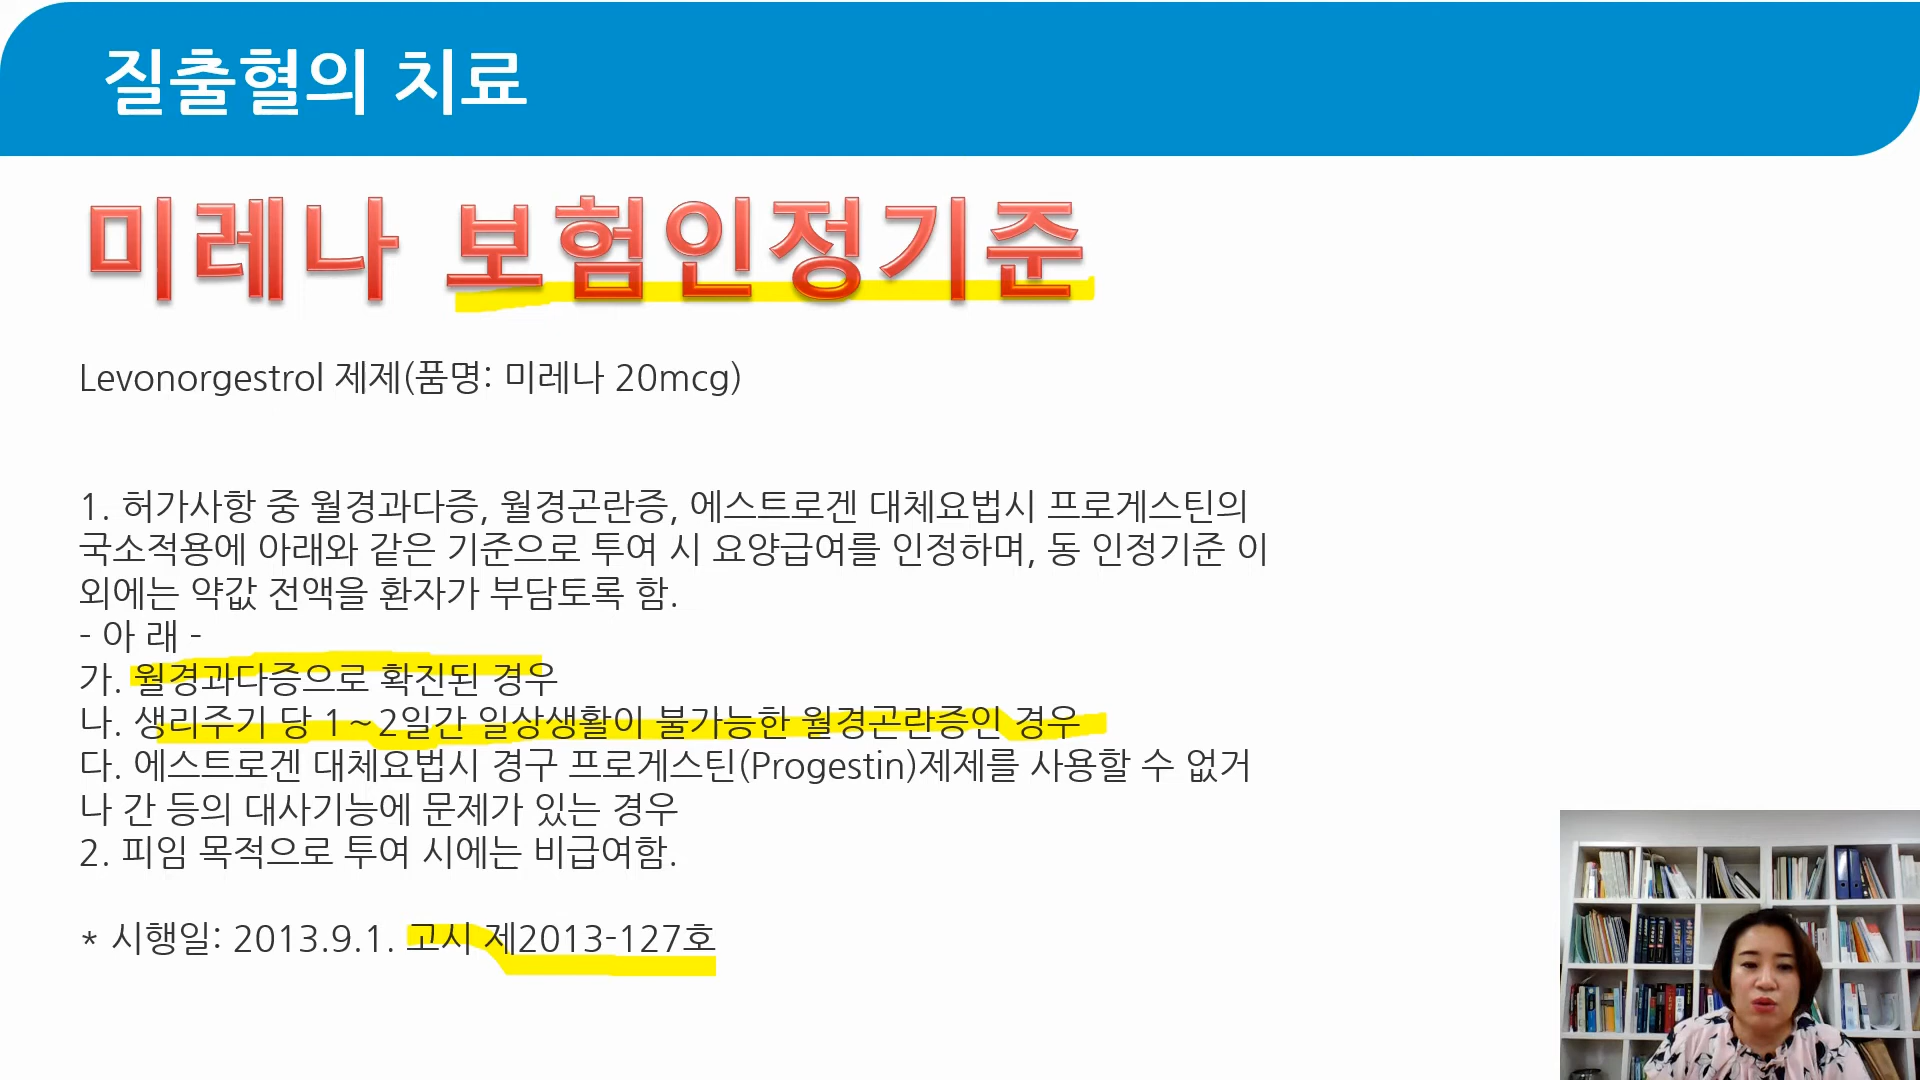 질출혈의 치료
미레나 보험인정기준
Levonorgestrol 제제(품명: 미레나 20mcg)
1. 허가사항 중 월경과다증, 월경곤란증, 에스트로겐 대체요법시 프로게스틴의
국소적용에 아래와 같은 기준으로 투여 시 요양급여를 인정하며, 동 인정기준 이
외에는 약값 전액을 환자가 부담토록 함.
- 아 래 -
가. 월경과다증으로 확진된 경우
나. 생리주기 당 1~2일간 일상생활이 불가능한 월경곤란증인 경우
다. 에스트로겐 대체요법시 경구 프로게스틴(Progestin)제제를 사용할 수 없거
나 간 등의 대사기능에 문제가 있는 경우
2. 피임 목적으로 투여 시에는 비급여함.
* 시행일: 2013.9.1. 고시 제2013-127호